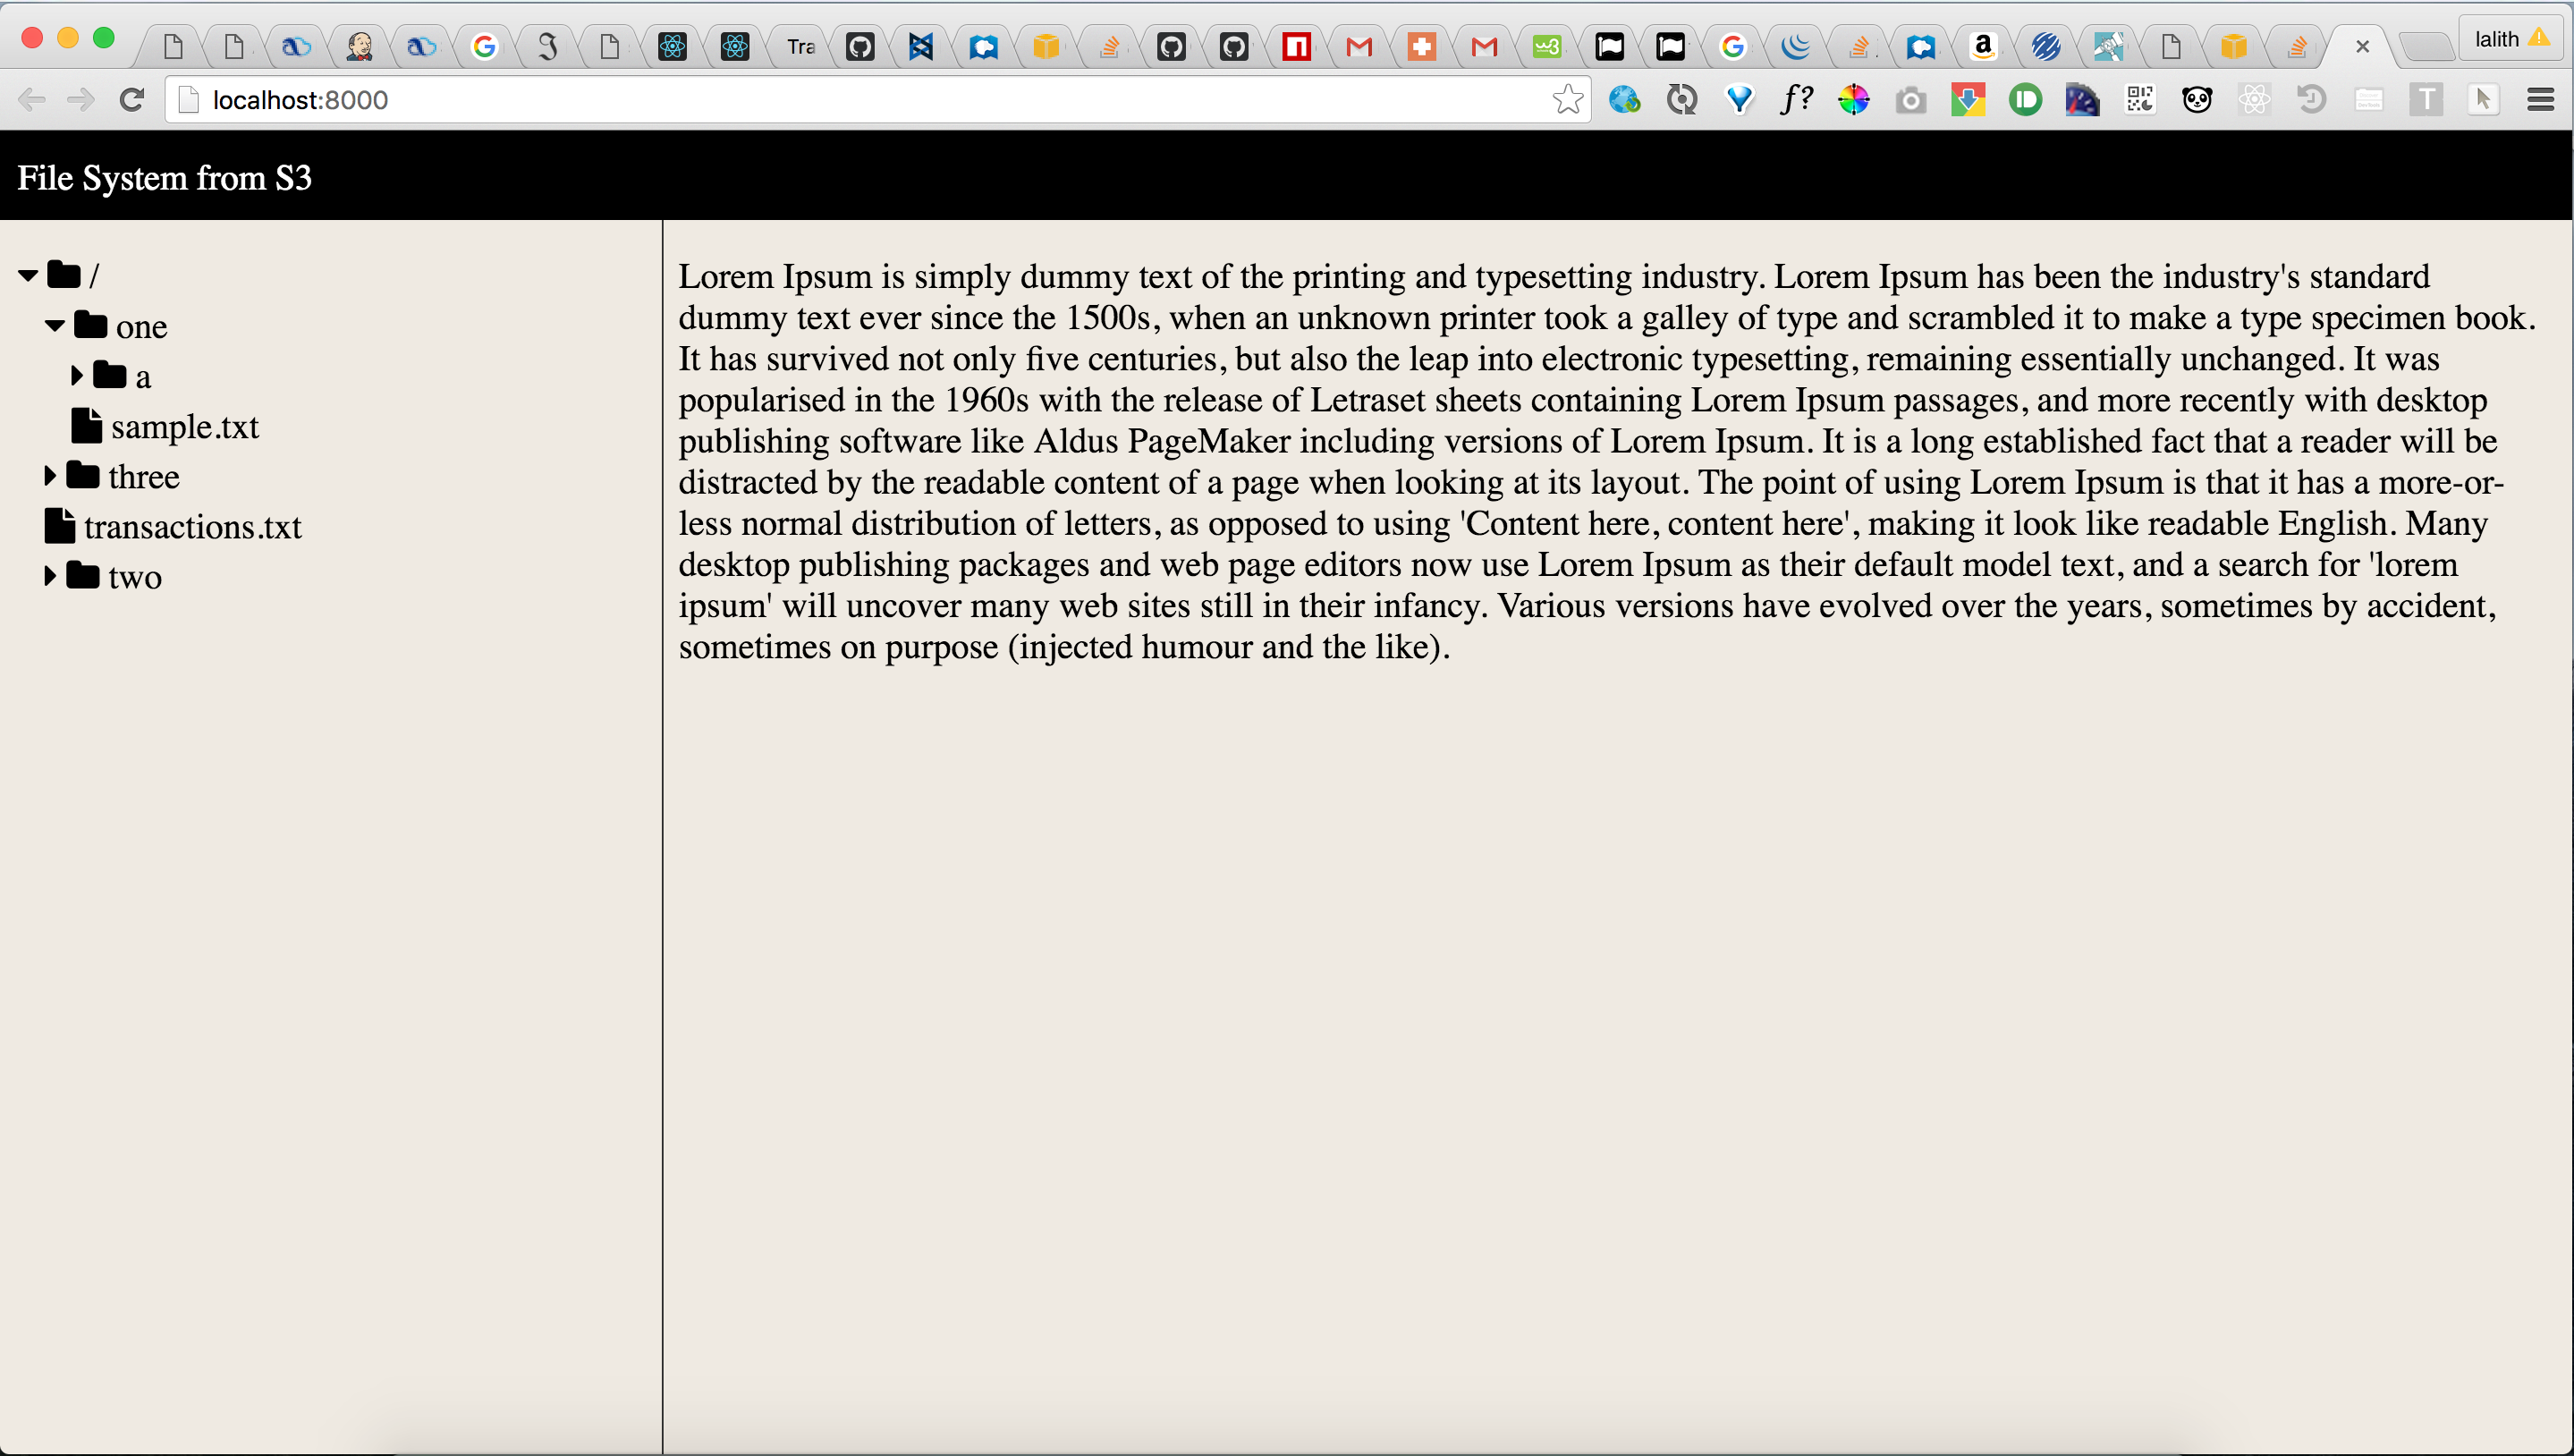 Tra
lalith
localhost:8000
File System from S3
/
one
a
sample.txt
three
transactions.txt
two
Lorem Ipsum is simply dummy text of the printing and typesetting industry. Lorem Ipsum has been the industry's standard
dummy text ever since the 1500s, when an unknown printer took a galley of type and scrambled it to make a type specimen book.
It has survived not only five centuries, but also the leap into electronic typesetting, remaining essentially unchanged. It was
popularised in the 1960s with the release of Letraset sheets containing Lorem Ipsum passages, and more recently with desktop
publishing software like Aldus PageMaker including versions of Lorem Ipsum. It is a long established fact that a reader will be
distracted by the readable content of a page when looking at its layout. The point of using Lorem Ipsum is that it has a more-or-
less normal distribution of letters, as opposed to using 'Content here, content here', making it look like readable English. Many
desktop publishing packages and web page editors now use Lorem Ipsum as their default model text, and a search for 'lorem
ipsum' will uncover many web sites still in their infancy. Various versions have evolved over the years, sometimes by accident,
sometimes on purpose (injected humour and the like).